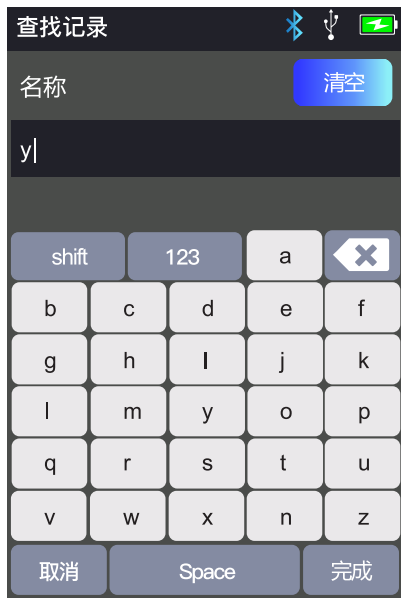 查找记录
名称 清空
y
shift 123 a
b c d e f
g h I j k
l m y o p
q r s t u
v w x n z
取消 Space 完成